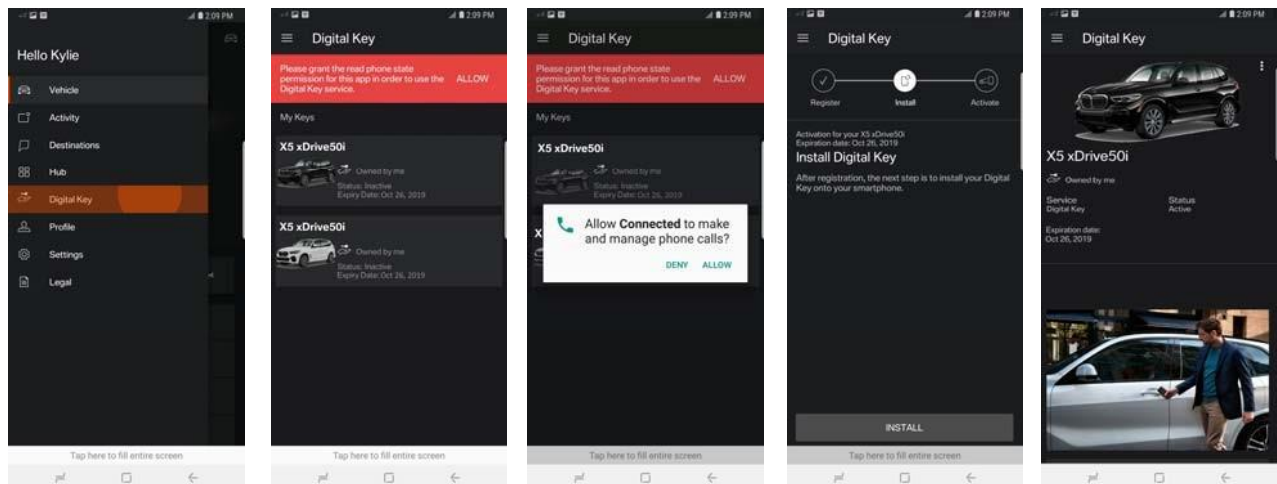 2:09 PM
Hello Kylie
Vehicle
Activity
Destinations
Hub
Digital Key
Profile
Settings
Legal
Tap here to fill entire screen
2:09 PM
Digital Key
Please grant the read phone state
permission for this app in order to use the
Digital Key service.
ALLOW
My Keys
X5 xDrive50i
Owned by me
Status: Inactive
Expiry Date: Oct 26, 2019
X5 xDrive50i
Owned by me
Status: Inactive
Expiry Date: Oct 26, 2019
Tap here to fill entire screen
2:09 PM
Digital Key
Please grant the read phone state
permission for this app in order to use the
Digital Key service.
ALLOW
My Keys
X5 xDrive50i
Owned by me
Status: Inactive
Expiry Date: Oct 26, 2019
X
Allow Connected to make
and manage phone calls?
DENY ALLOW
Tap here to fill entire screen
2:09 PM
Digital Key
Register
Install
Activate
Activation for your X5 xDrive50i
Expiration date: Oct 26, 2019
Install Digital Key
After registration, the next step is to install your Digital
Key onto your smartphone.
INSTALL
Tap here to fill entire screen
2:09 PM
Digital Key
X5 xDrive50i
Owned by me
Service
Digital Key
Status
Active
Expiration date:
Oct 26, 2019